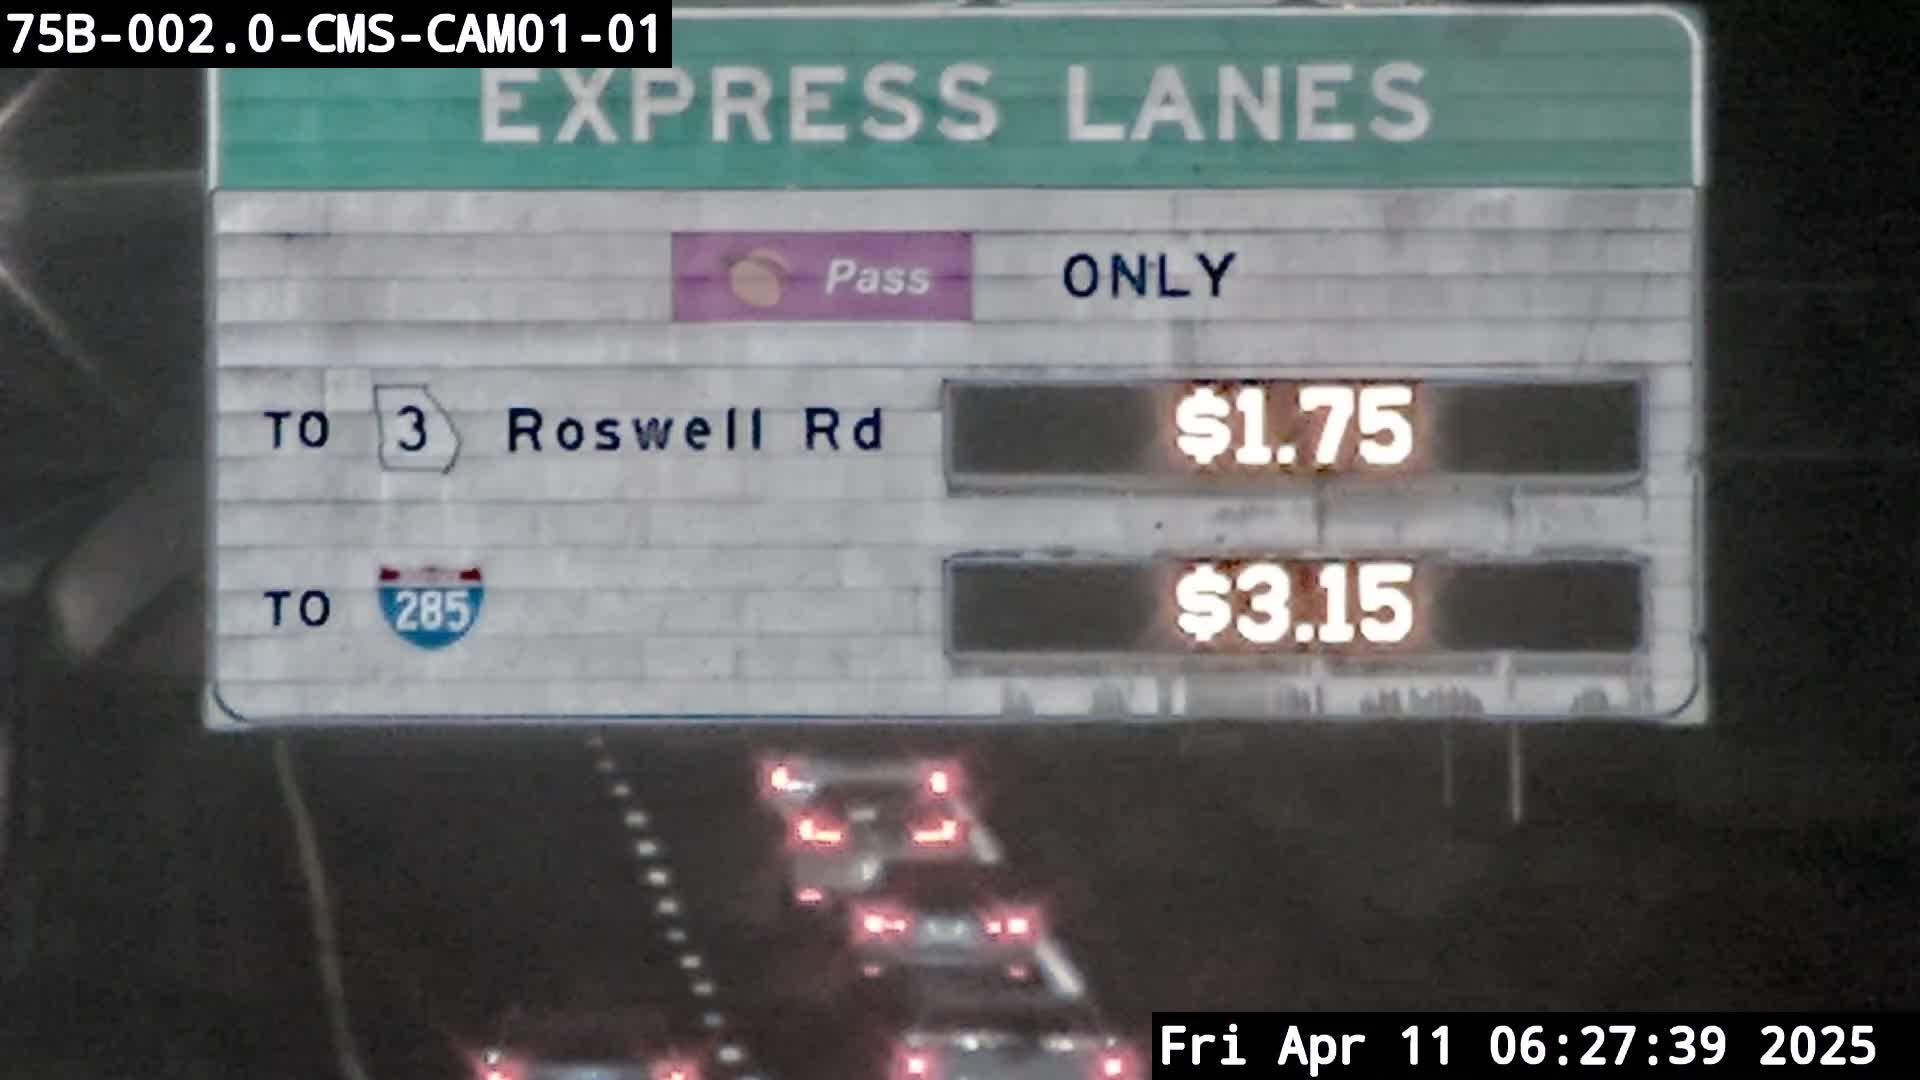 75B-002.0-CMS-CAM01-01
EXPRESS LANES
Pass ONLY
TO 3 Roswell Rd $1.75
TO 285 $3.15
Fri Apr 11 06:27:39 2025